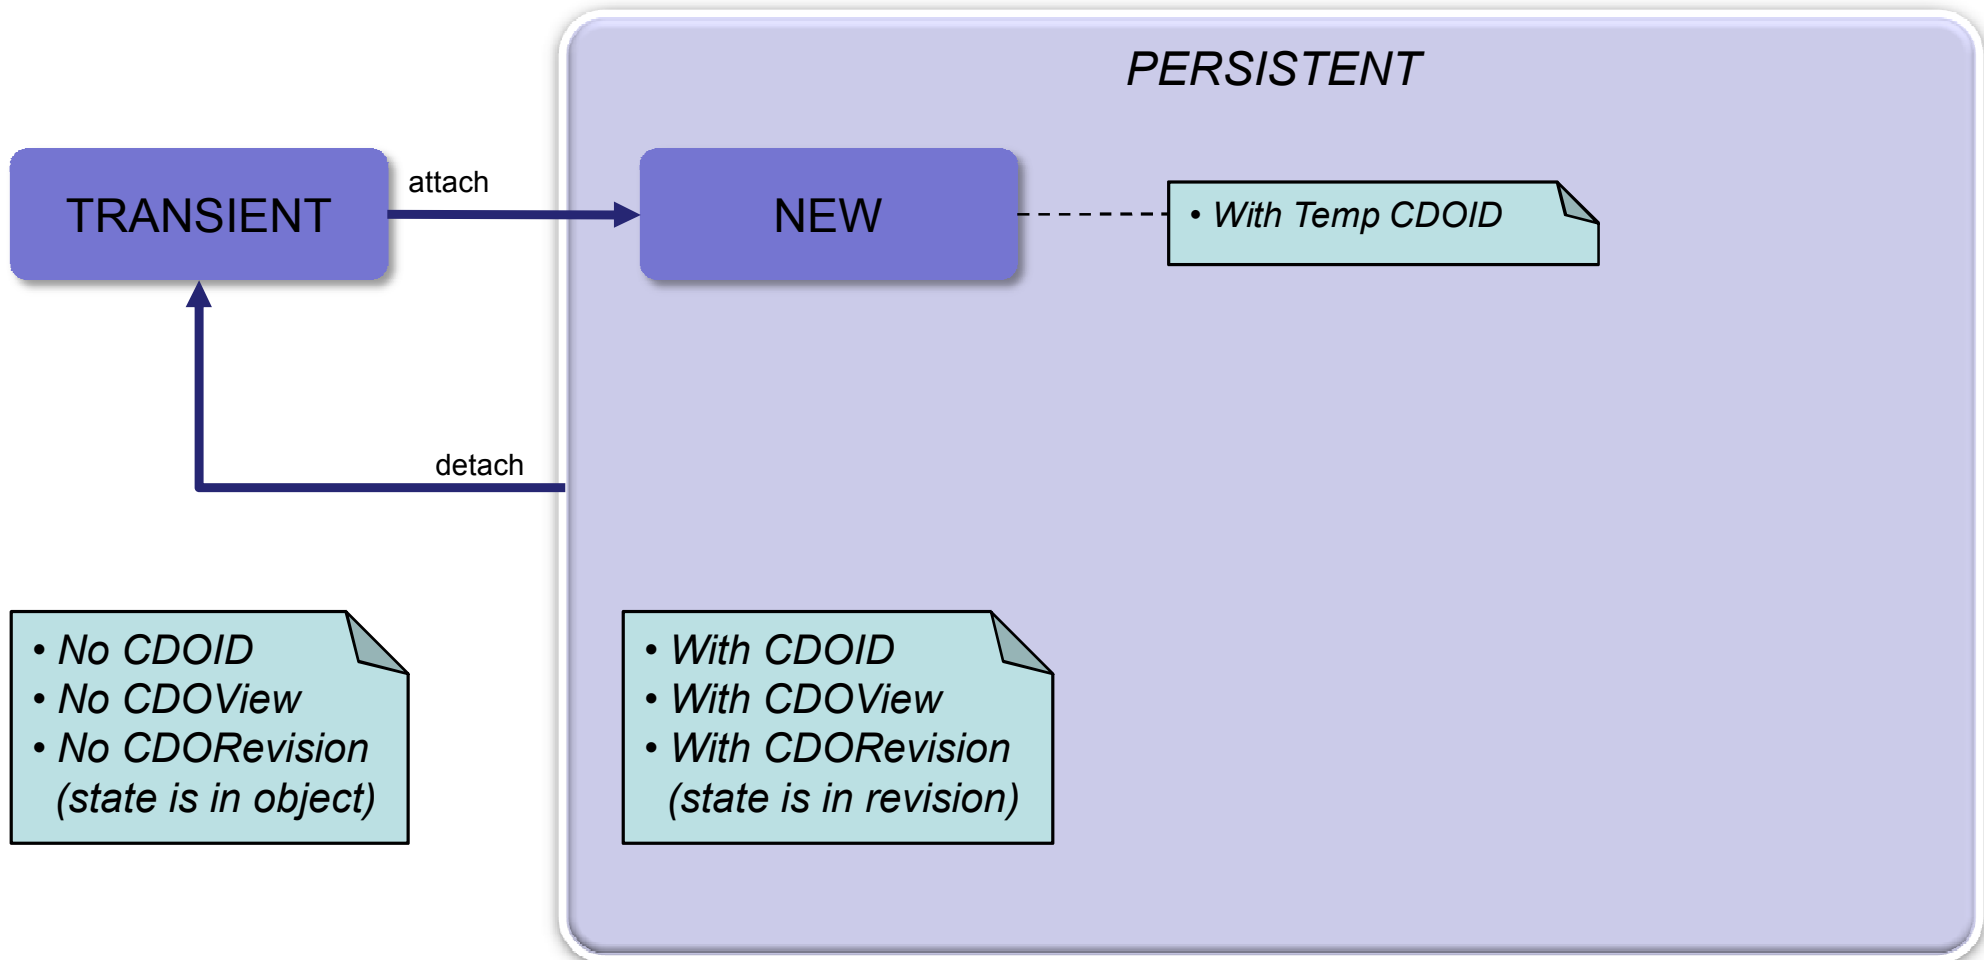 PERSISTENT
TRANSIENT
attach
NEW
• With Temp CDOID
detach
• No CDOID
• No CDOView
• No CDORevision
(state is in object)
• With CDOID
• With CDOView
• With CDORevision
(state is in revision)